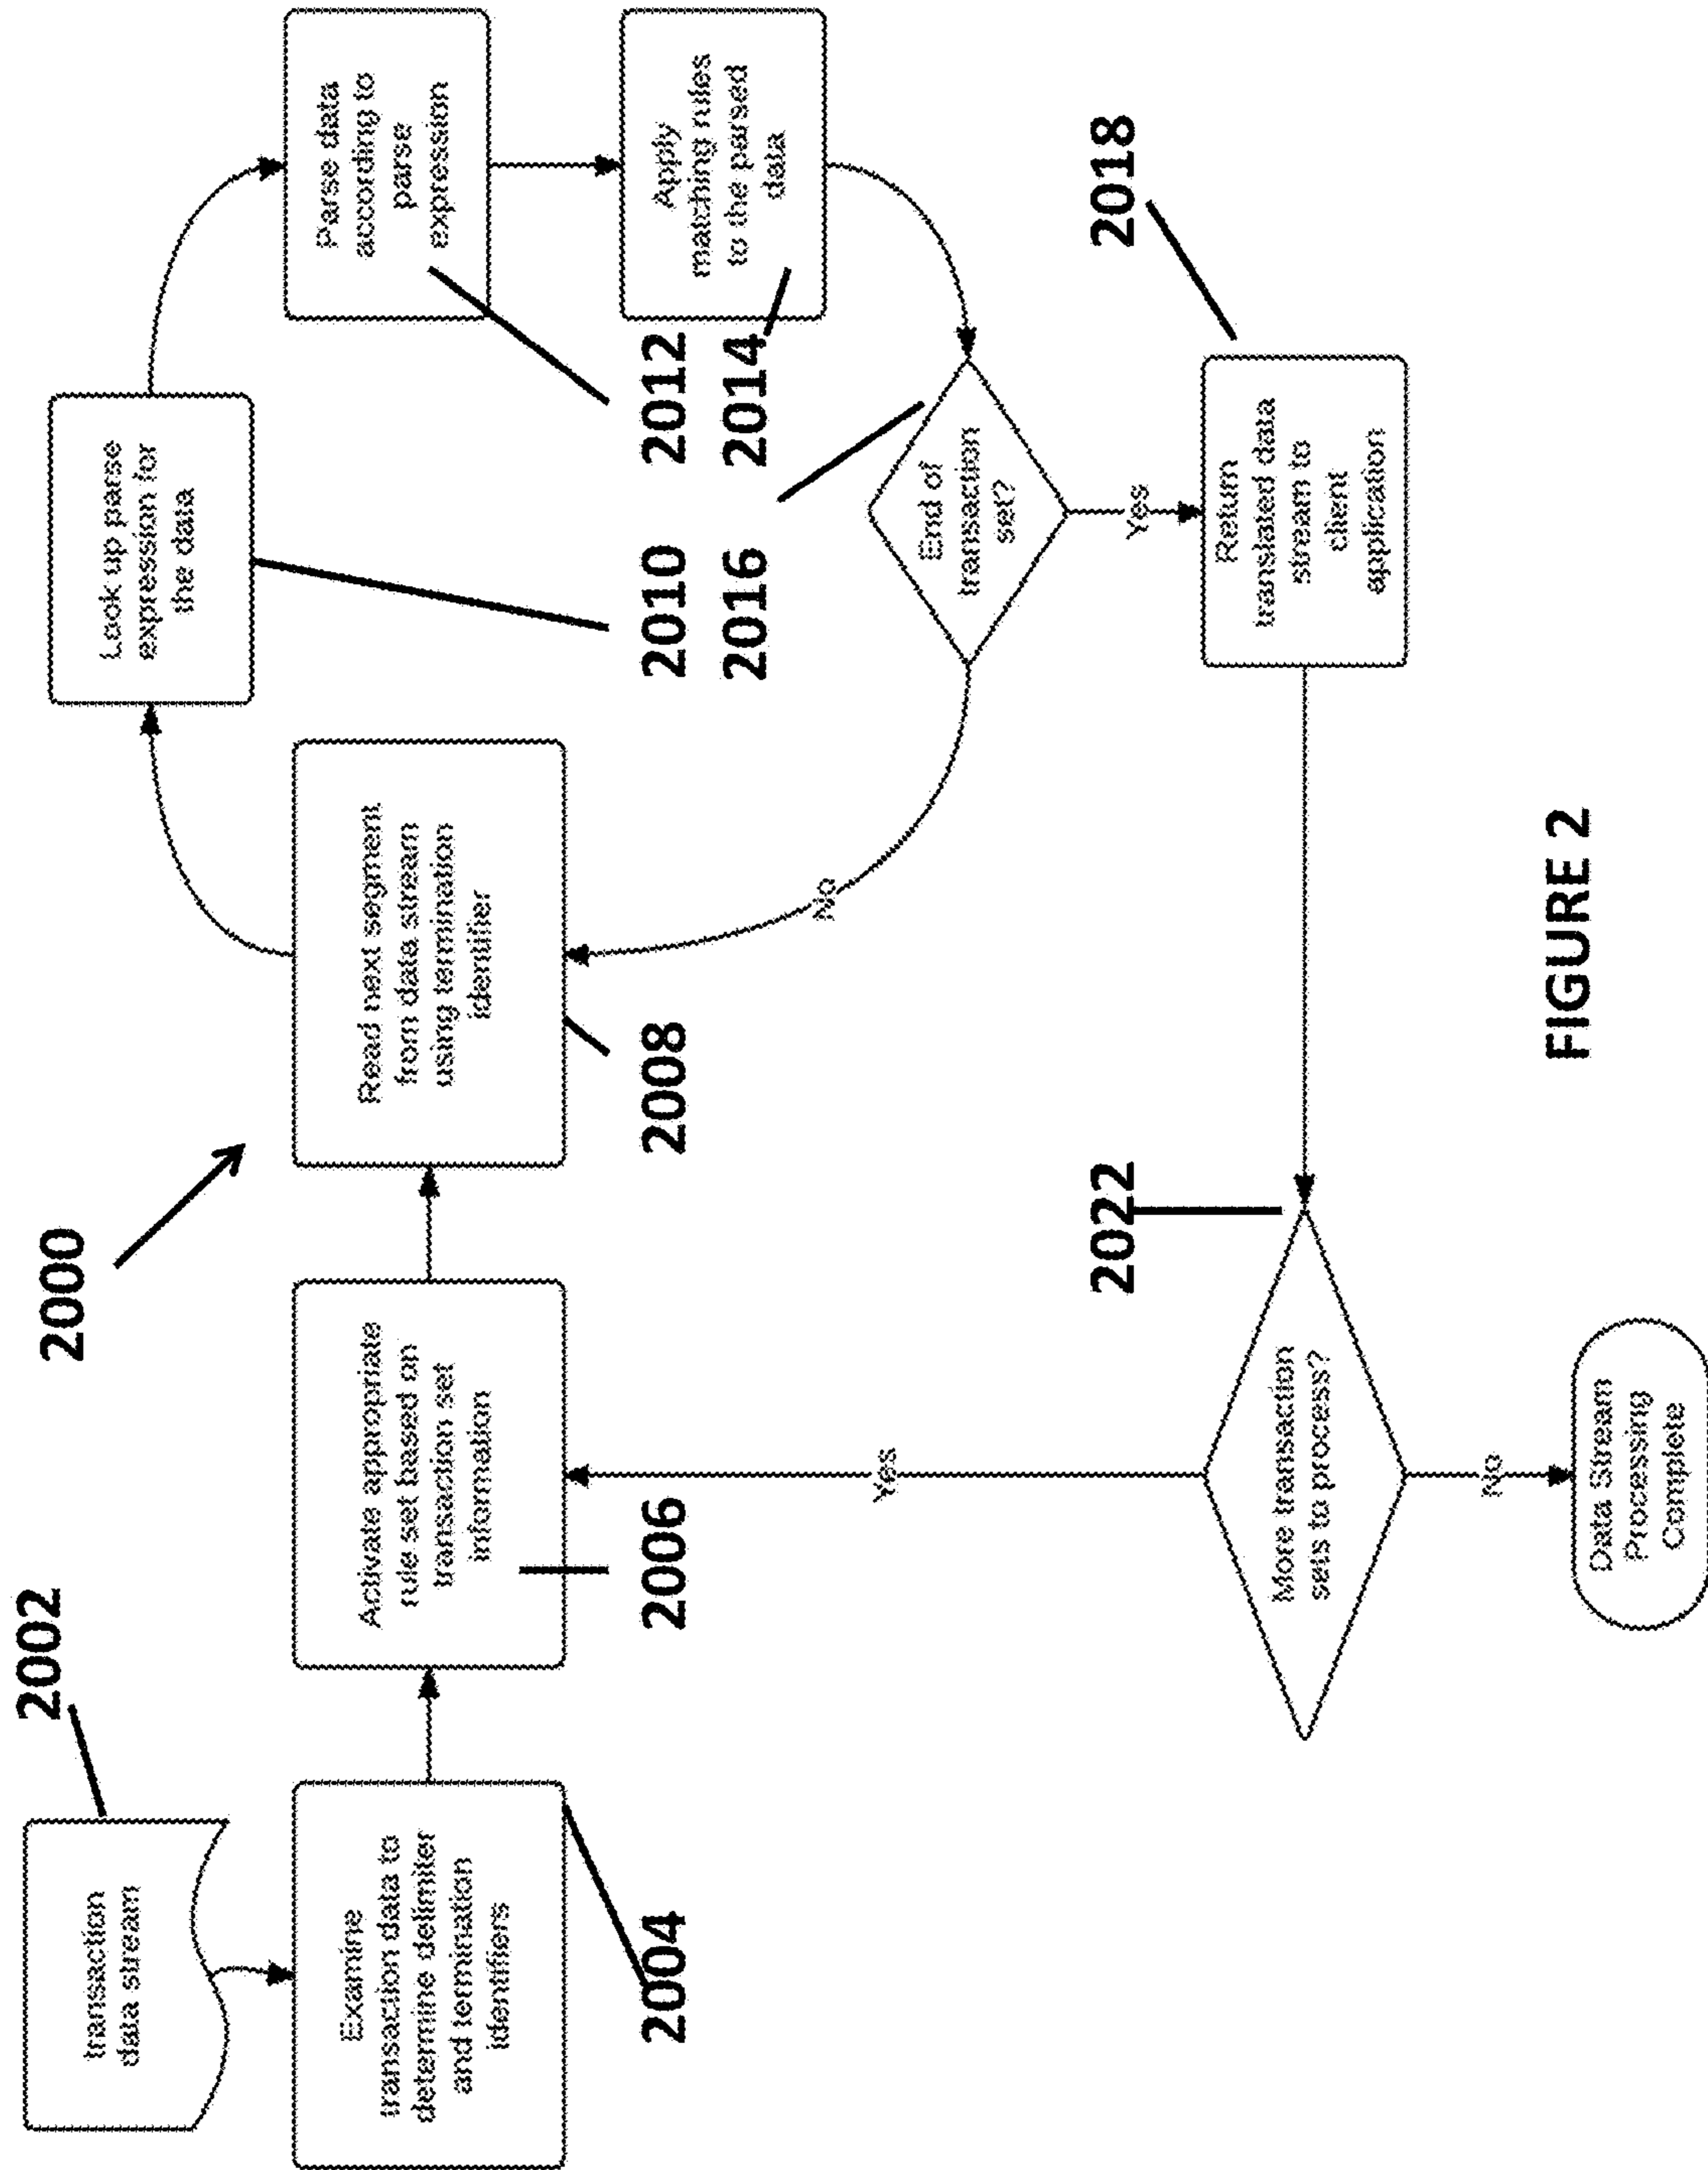 2000
2002
transaction
data stream
Examine
transaction data to
determine delimiter
and termination
identifiers
2004
Activate appropriate
rule set based on
transaction set
information
2006
Read next segment
from data stream
using termination
identifier
2008
Look up parse
expression for
the data
2010
Parse data
according to
parse
expression
2012
Apply
matching rules
to the parsed
data
2014
End of
transaction
set?
2016
No
Yes
Return
translated data
stream to
client
application
2018
More transaction
sets to process?
2022
Yes
No
Data Stream
Processing
Complete
FIGURE 2